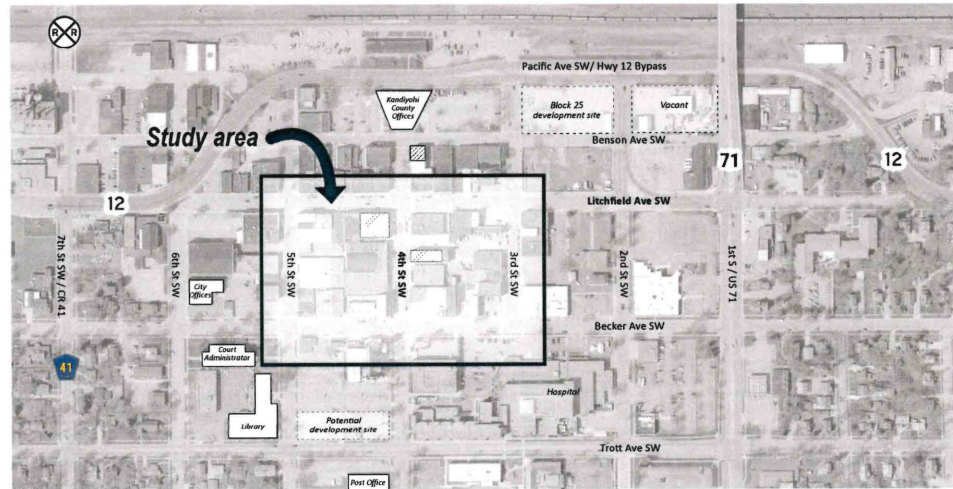 R R
Pacific Ave SW/ Hwy 12 Bypass
Kandiyohi
County
Offices
Block 25
development site
Vacant
Study area
Benson Ave SW
71
12
12
Litchfield Ave SW
7th St SW / CR 41
6th St SW
5th St SW
4th St SW
3rd St SW
2nd St SW
1st S / US 71
City
Offices
Becker Ave SW
Court
Administrator
41
Hospital
Library
Potential
development site
Trott Ave SW
Post Office